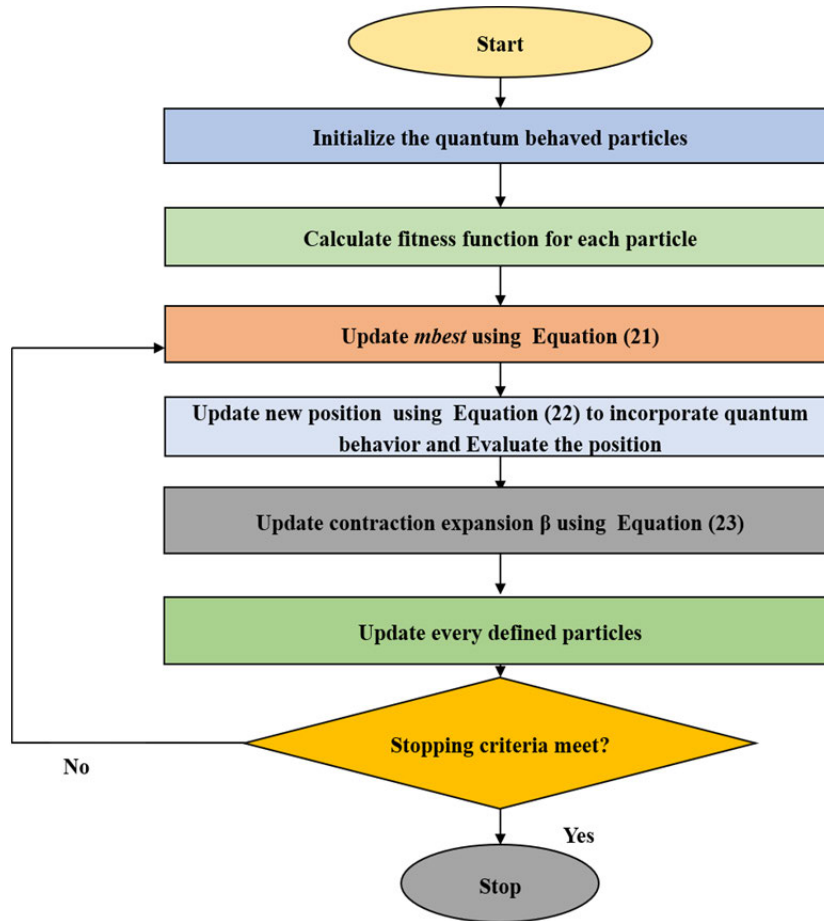 Start
Initialize the quantum behaved particles
Calculate fitness function for each particle
Update mbest using Equation (21)
Update new position using Equation (22) to incorporate quantum
behavior and Evaluate the position
Update contraction expansion β using Equation (23)
Update every defined particles
Stopping criteria meet?
No
Yes
Stop